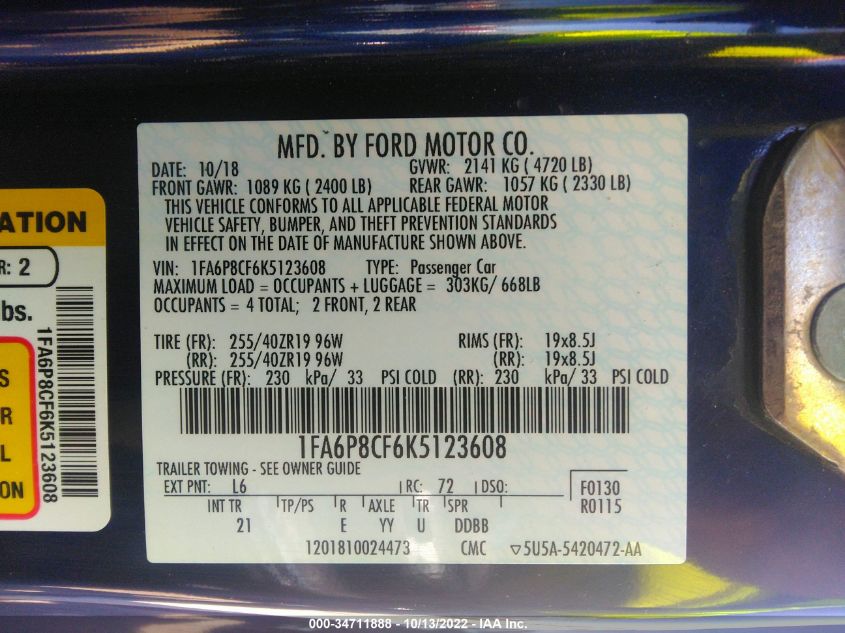 MFD. BY FORD MOTOR CO.
DATE: 10/18 GVWR: 2141 KG ( 4720 LB)
FRONT GAWR: 1089 KG ( 2400 LB) REAR GAWR: 1057 KG ( 2330 LB)
THIS VEHICLE CONFORMS TO ALL APPLICABLE FEDERAL MOTOR
VEHICLE SAFETY, BUMPER, AND THEFT PREVENTION STANDARDS
IN EFFECT ON THE DATE OF MANUFACTURE SHOWN ABOVE.
VIN: 1FA6P8CF6K5123608 TYPE: Passenger Car
MAXIMUM LOAD = OCCUPANTS + LUGGAGE = 303KG/ 668LB
OCCUPANTS = 4 TOTAL; 2 FRONT, 2 REAR
TIRE (FR): 255/40ZR19 96W RIMS (FR): 19x8.5J
(RR): 255/40ZR19 96W (RR): 19x8.5J
PRESSURE (FR): 230 kPa/ 33 PSI COLD (RR): 230 kPa/ 33 PSI COLD
1FA6P8CF6K5123608
TRAILER TOWING - SEE OWNER GUIDE
EXT PNT: L6 RC: 72 DSO: F0130
R0115
INT TR TP/PS R AXLE TR SPR
21 E YY U DDBB
1201810024473 CMC ▽5U5A-5420472-AA
ATION
R: 2
bs.
S
R
L
ON
1FA6P8CF6K5123608
000-34711888 - 10/13/2022 - IAA Inc.